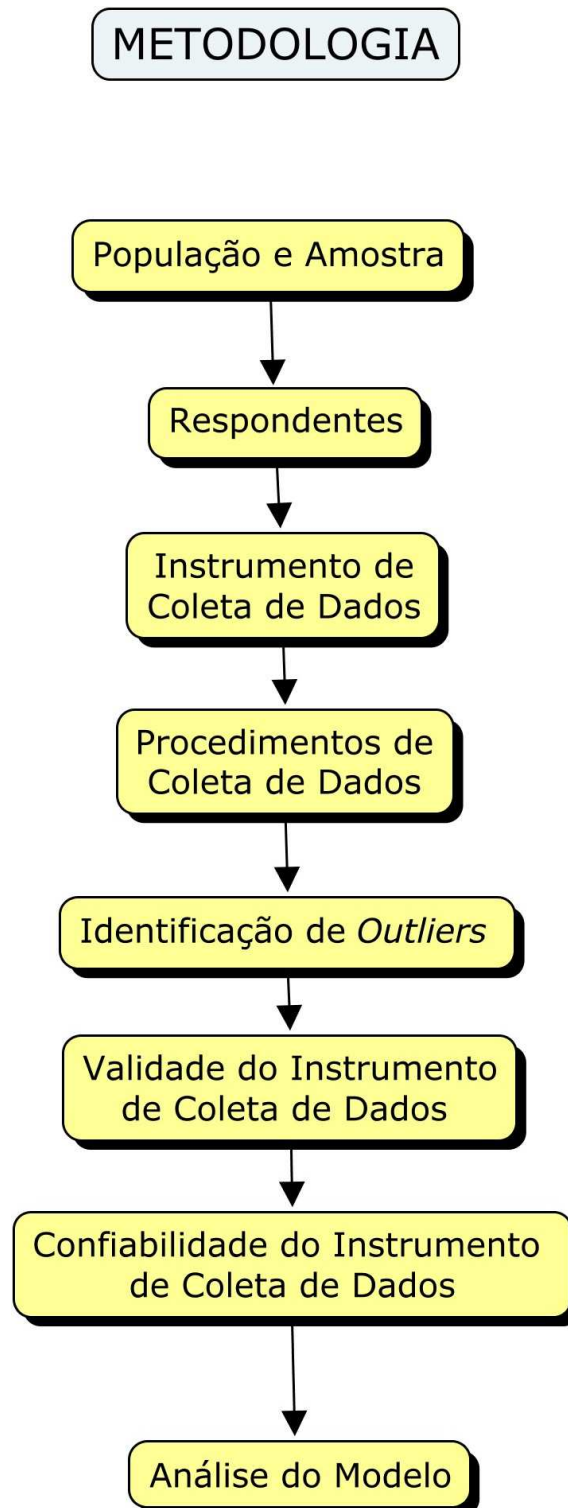 METODOLOGIA
População e Amostra
Respondentes
Instrumento de
Coleta de Dados
Procedimentos de
Coleta de Dados
Identificação de Outliers
Validade do Instrumento
de Coleta de Dados
Confiabilidade do Instrumento
de Coleta de Dados
Análise do Modelo